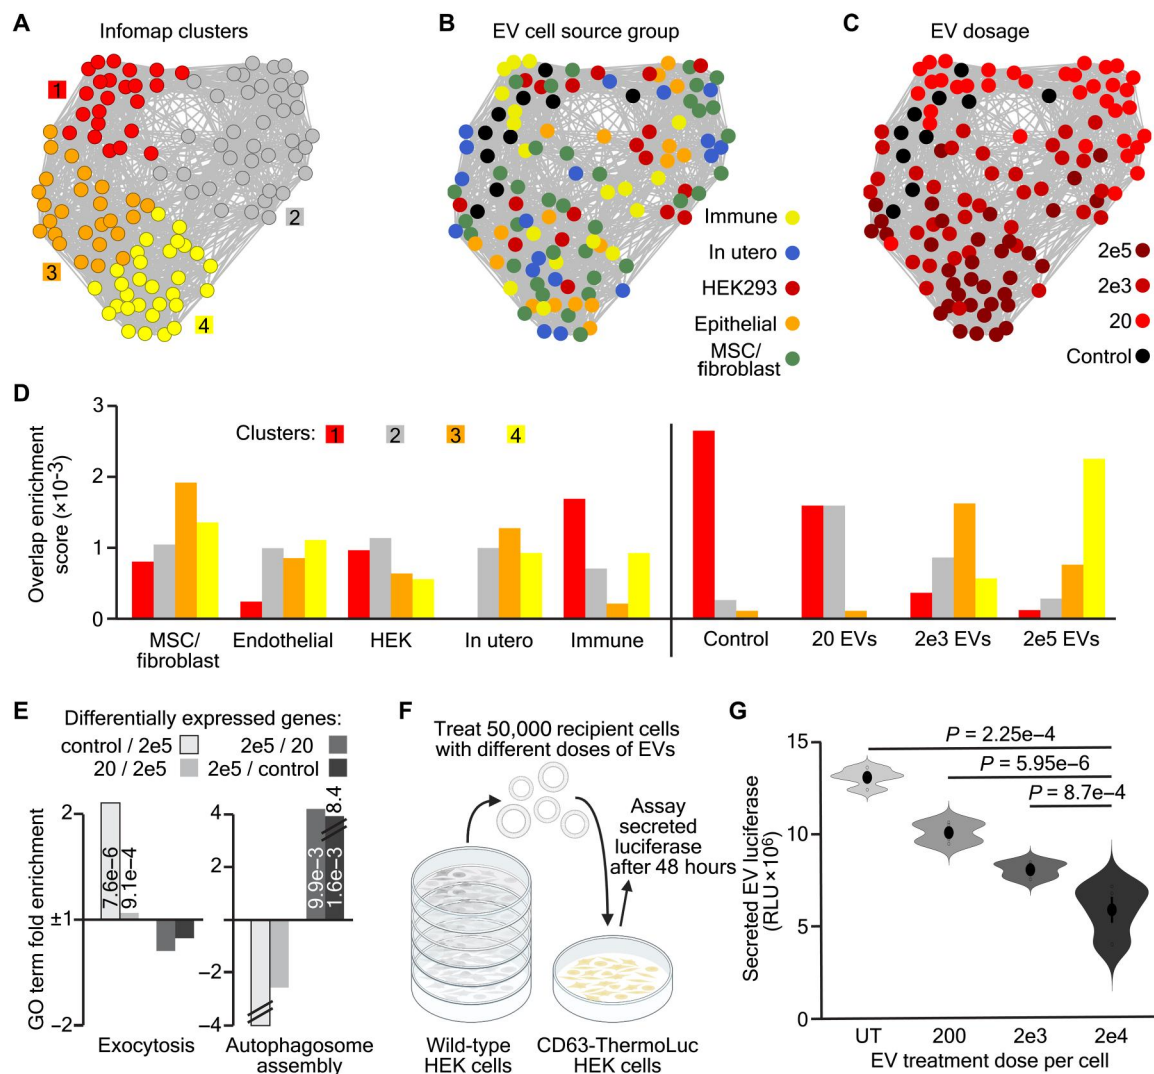 A
Infomap clusters
1
2
3
4
B
EV cell source group
Immune
In utero
HEK293
Epithelial
MSC/
fibroblast
C
EV dosage
2e5
2e3
20
Control
D
Overlap enrichment
score (×10-3)
3
2
1
0
Clusters: 1 2 3 4
MSC/
fibroblast
Endothelial
HEK
In utero
Immune
Control
20 EVs
2e3 EVs
2e5 EVs
E
Differentially expressed genes:
control / 2e5
2e5 / 20
20 / 2e5
2e5 / control
GO term fold enrichment
2
±1
−2
7.6e−6
9.1e−4
Exocytosis
4
2
0
−2
−4
9.9e−3
1.6e−3
8.4
Autophagosome
assembly
F
Treat 50,000 recipient cells
with different doses of EVs
Assay
secreted
luciferase
after 48 hours
Wild-type
HEK cells
CD63-ThermoLuc
HEK cells
G
Secreted EV luciferase
(RLU × 10⁶)
15
10
5
0
P = 2.25e−4
P = 5.95e−6
P = 8.7e−4
UT
200
2e3
2e4
EV treatment dose per cell